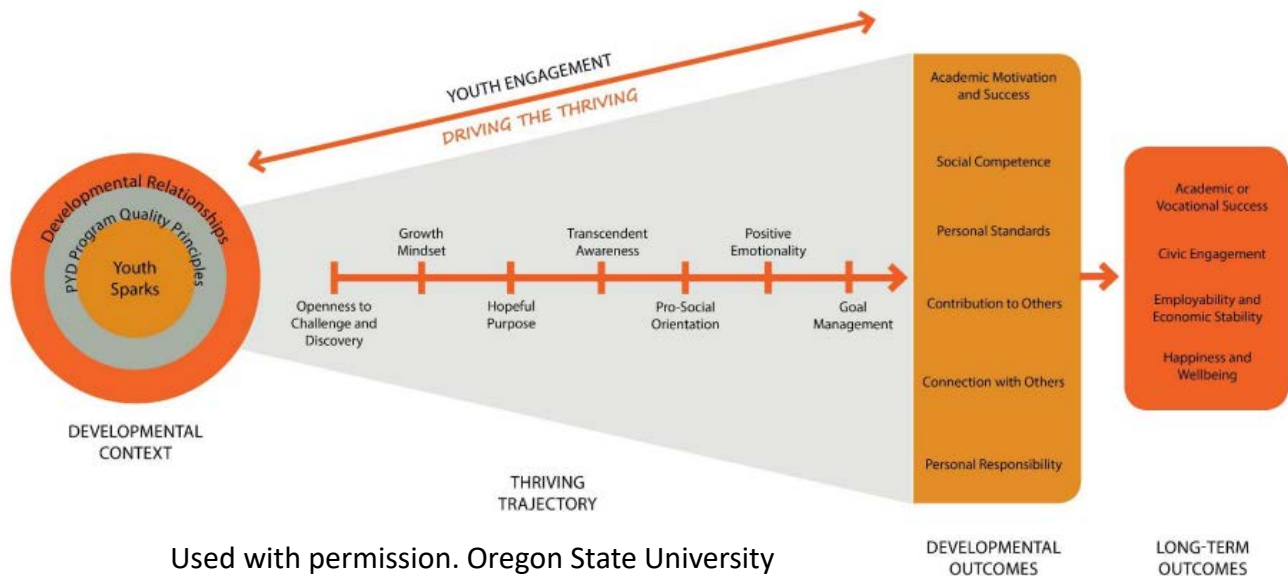 YOUTH ENGAGEMENT
DRIVING THE THRIVING
Developmental Relationships
PYD Program Quality Principles
Youth
Sparks
DEVELOPMENTAL
CONTEXT
Openness to
Challenge and
Discovery
Growth
Mindset
Hopeful
Purpose
Transcendent
Awareness
Pro-Social
Orientation
Positive
Emotionality
Goal
Management
THRIVING
TRAJECTORY
Academic Motivation
and Success
Social Competence
Personal Standards
Contribution to Others
Connection with Others
Personal Responsibility
DEVELOPMENTAL
OUTCOMES
Academic or
Vocational Success
Civic Engagement
Employability and
Economic Stability
Happiness and
Wellbeing
LONG-TERM
OUTCOMES
Used with permission. Oregon State University